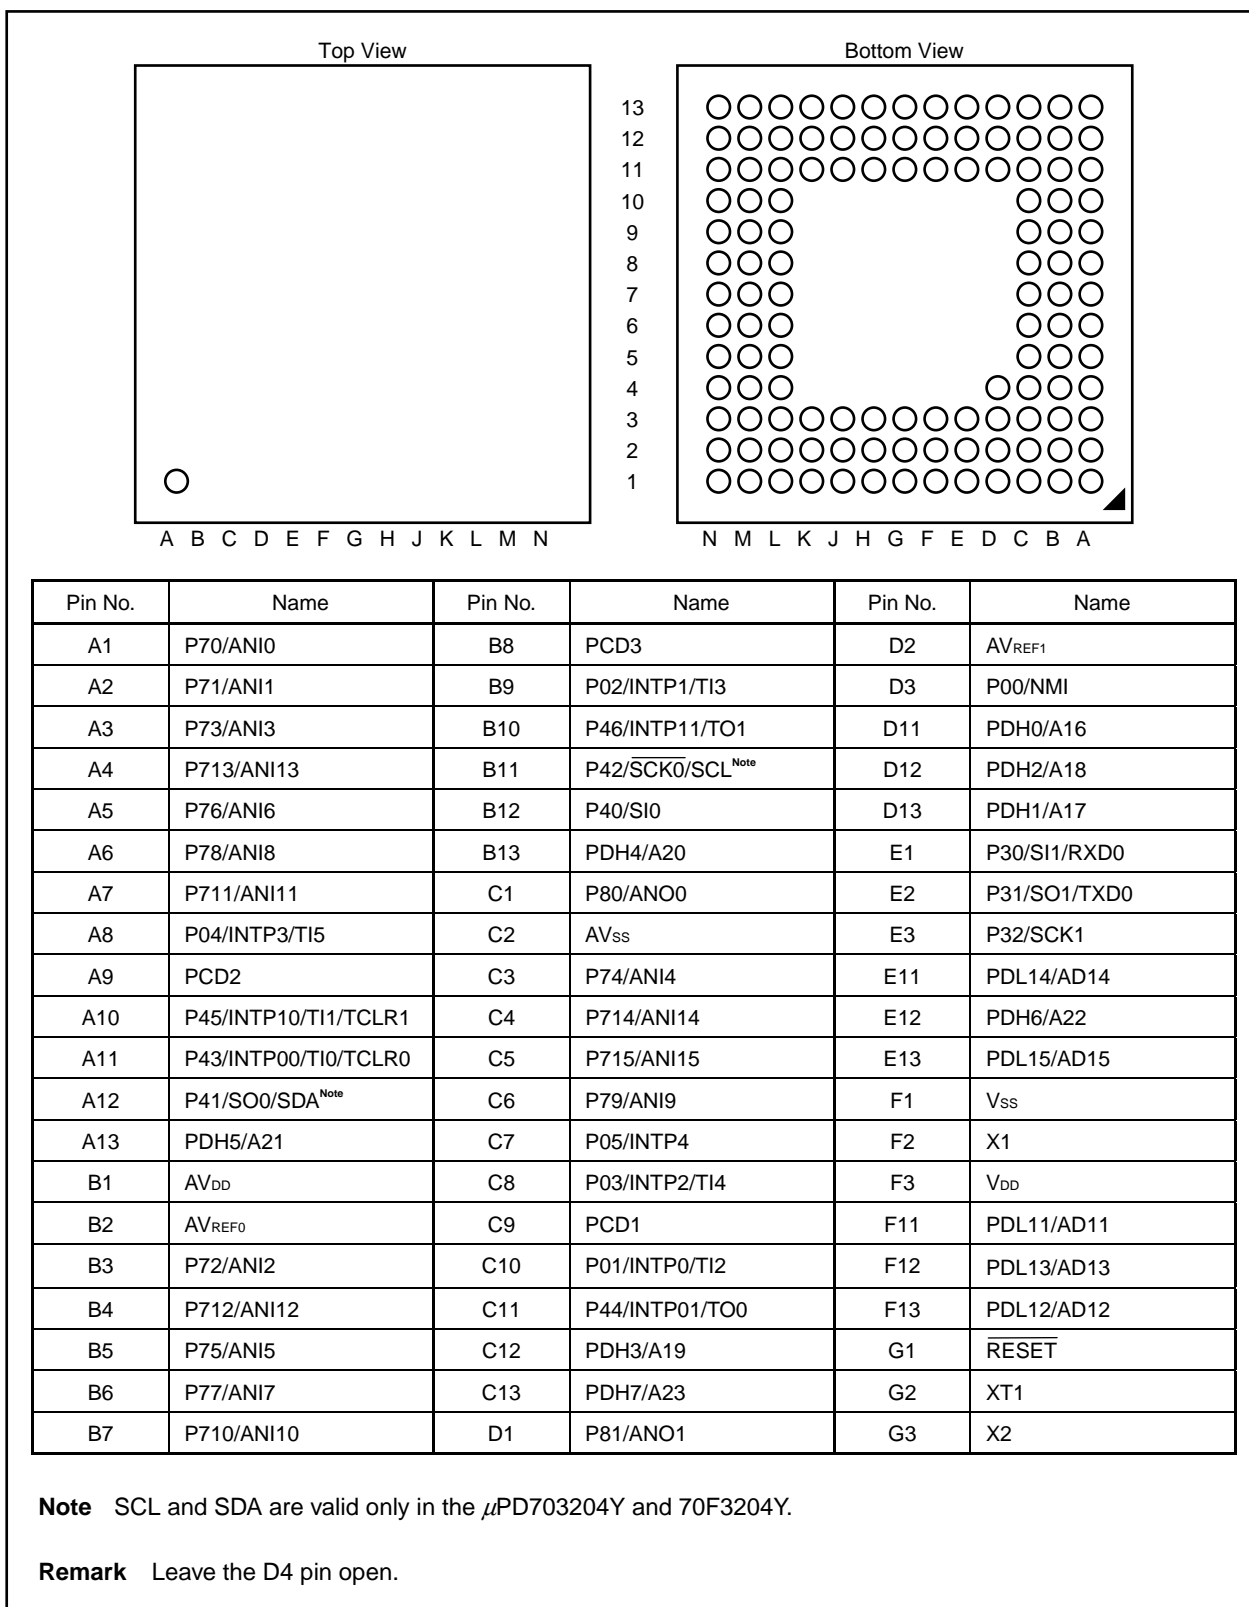 Top View Bottom View
13
12
11
10
9
8
7
6
5
4
3
2
1
A B C D E F G H J K L M N N M L K J H G F E D C B A
Pin No. Name Pin No. Name Pin No. Name
A1 P70/ANI0 B8 PCD3 D2 AVREF1
A2 P71/ANI1 B9 P02/INTP1/TI3 D3 P00/NMI
A3 P73/ANI3 B10 P46/INTP11/TO1 D11 PDH0/A16
A4 P713/ANI13 B11 P42/SCK0/SCLNote D12 PDH2/A18
A5 P76/ANI6 B12 P40/SI0 D13 PDH1/A17
A6 P78/ANI8 B13 PDH4/A20 E1 P30/SI1/RXD0
A7 P711/ANI11 C1 P80/ANO0 E2 P31/SO1/TXD0
A8 P04/INTP3/TI5 C2 AVSS E3 P32/SCK1
A9 PCD2 C3 P74/ANI4 E11 PDL14/AD14
A10 P45/INTP10/TI1/TCLR1 C4 P714/ANI14 E12 PDH6/A22
A11 P43/INTP00/TI0/TCLR0 C5 P715/ANI15 E13 PDL15/AD15
A12 P41/SO0/SDANote C6 P79/ANI9 F1 VSS
A13 PDH5/A21 C7 P05/INTP4 F2 X1
B1 AVDD C8 P03/INTP2/TI4 F3 VDD
B2 AVREF0 C9 PCD1 F11 PDL11/AD11
B3 P72/ANI2 C10 P01/INTP0/TI2 F12 PDL13/AD13
B4 P712/ANI12 C11 P44/INTP01/TO0 F13 PDL12/AD12
B5 P75/ANI5 C12 PDH3/A19 G1 RESET
B6 P77/ANI7 C13 PDH7/A23 G2 XT1
B7 P710/ANI10 D1 P81/ANO1 G3 X2
Note SCL and SDA are valid only in the μPD703204Y and 70F3204Y.
Remark Leave the D4 pin open.